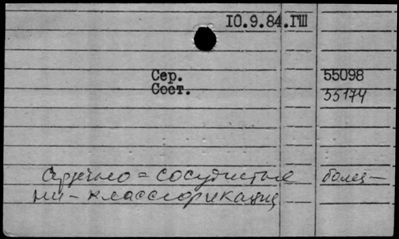 10.9.84.ГШ
Сер. 55098
Сост. 55174
Сердечно = сосудистые болез-
ни - классификация